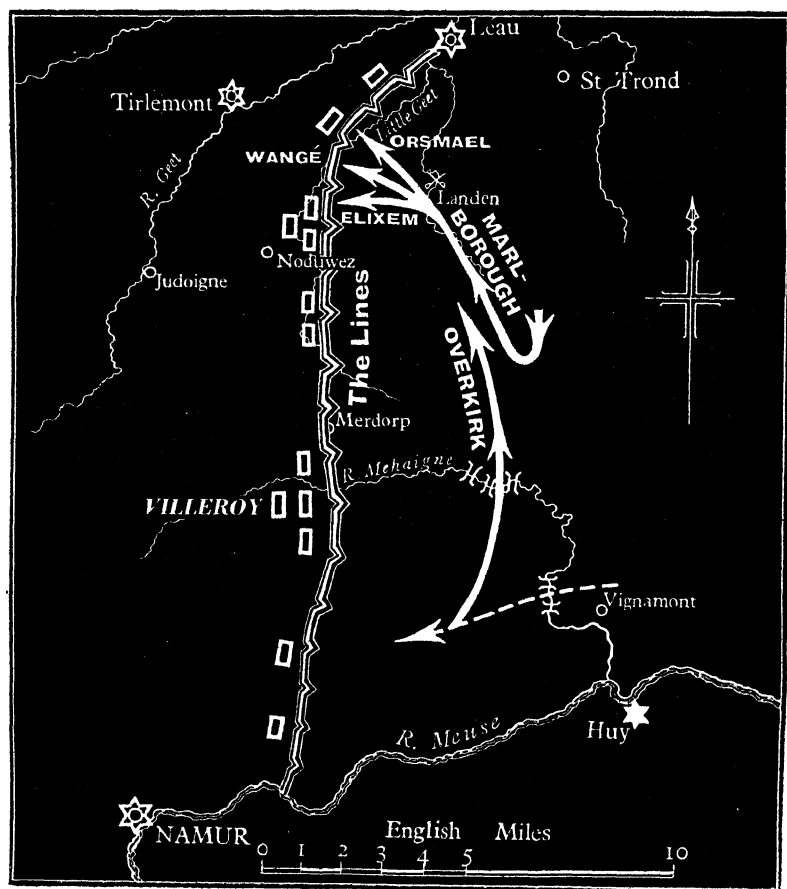 Leau
St. Trond
Tirlemont
Little Geet
ORSMAEL
WANGÉ
R. Geet
Landen
ELIXEM
MARL-
BOROUGH
Noduwez
Judoigne
The Lines
OVERKIRK
Merdorp
R. Mehaigne
VILLEROY
Vignamont
R. Meuse
Huy
NAMUR
English Miles
0 1 2 3 4 5 10